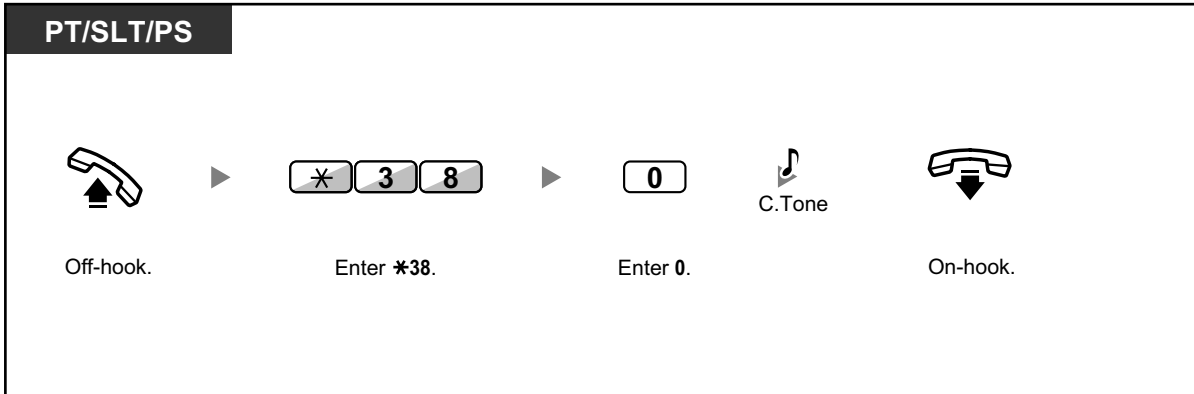 PT/SLT/PS
✳ 3 8
0
C.Tone
Off-hook.
Enter ✳38.
Enter 0.
On-hook.